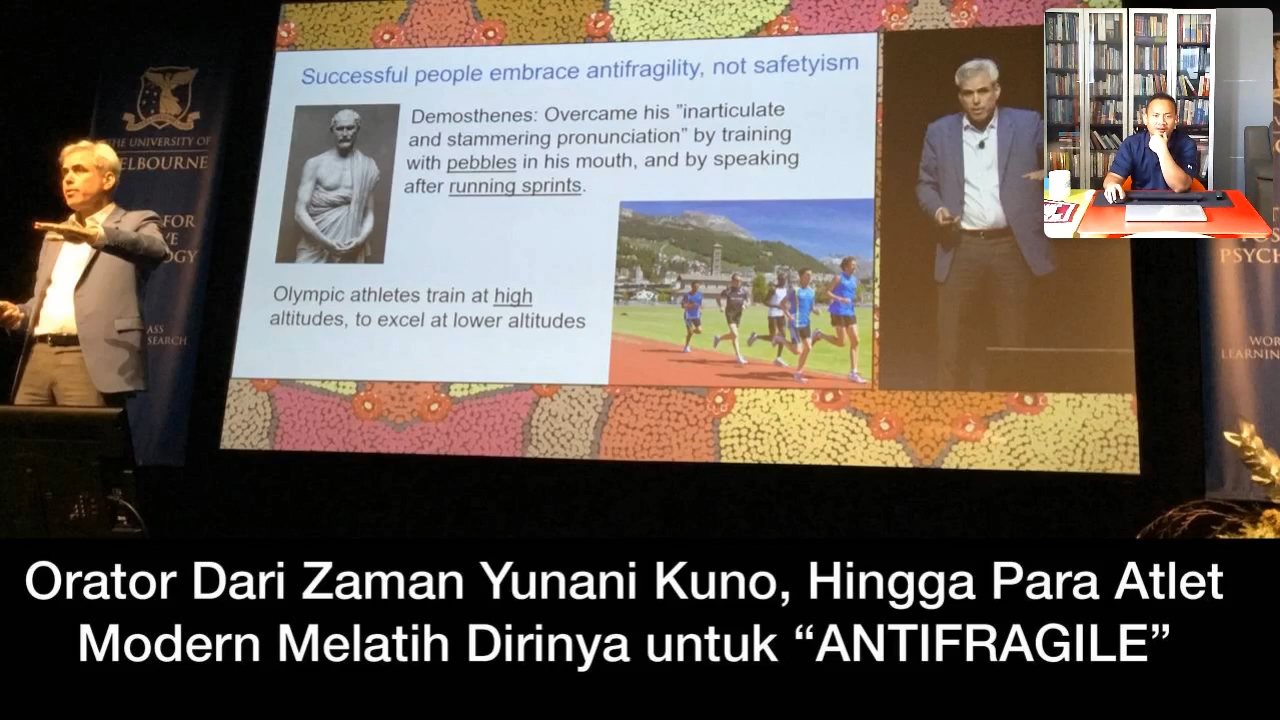 THE UNIVERSITY OF
ELBOURNE
FOR
VE
OGY
ASS
SEARCH
Successful people embrace antifragility, not safetyism
Demosthenes: Overcame his "inarticulate
and stammering pronunciation" by training
with pebbles in his mouth, and by speaking
after running sprints.
Olympic athletes train at high
altitudes, to excel at lower altitudes
PSYCH
WOR
LEARNIN
Orator Dari Zaman Yunani Kuno, Hingga Para Atlet
Modern Melatih Dirinya untuk “ANTIFRAGILE”